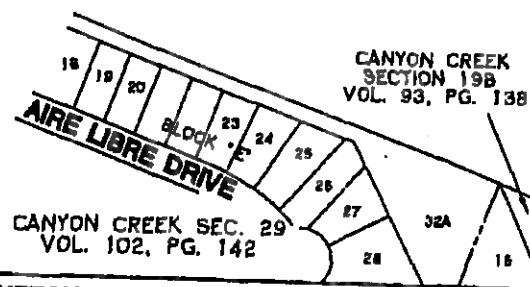 CANYON CREEK
SECTION 19B
VOL. 93, PG. 138
18
19
20
BLOCK "E"
23
24
25
26
27
28
32A
16
AIRE LIBRE DRIVE
CANYON CREEK SEC. 29
VOL. 102, PG. 142